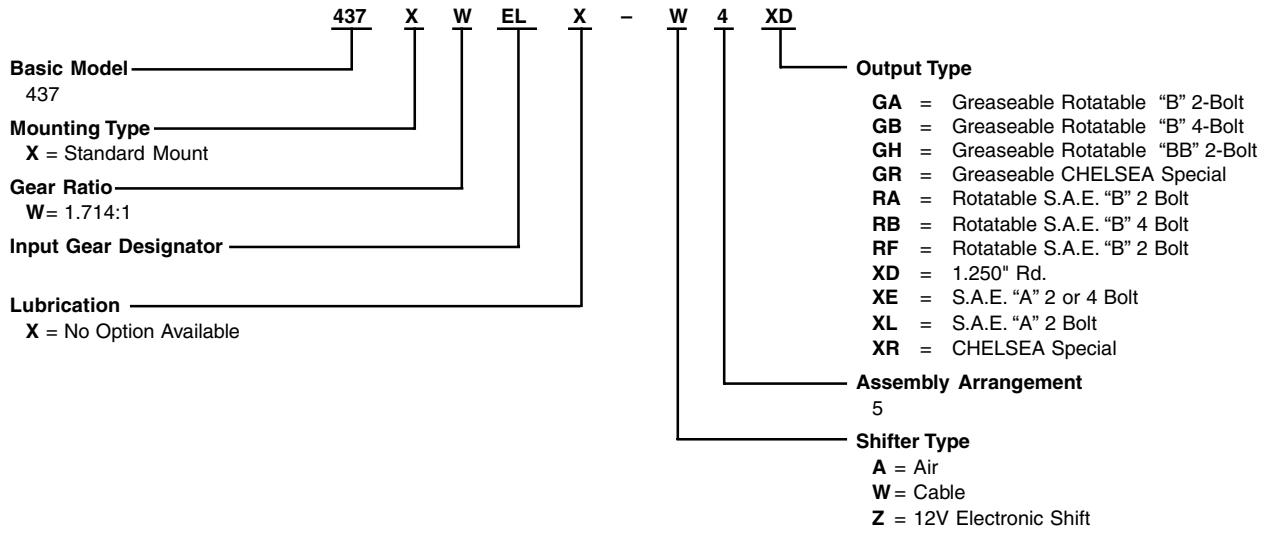 437 X W EL X – W 4 XD
Basic Model
437
Mounting Type
X = Standard Mount
Gear Ratio
W= 1.714:1
Input Gear Designator
Lubrication
X = No Option Available
Output Type
GA = Greaseable Rotatable “B” 2-Bolt
GB = Greaseable Rotatable “B” 4-Bolt
GH = Greaseable Rotatable “BB” 2-Bolt
GR = Greaseable CHELSEA Special
RA = Rotatable S.A.E. “B” 2 Bolt
RB = Rotatable S.A.E. “B” 4 Bolt
RF = Rotatable S.A.E. “B” 2 Bolt
XD = 1.250" Rd.
XE = S.A.E. “A” 2 or 4 Bolt
XL = S.A.E. “A” 2 Bolt
XR = CHELSEA Special
Assembly Arrangement
5
Shifter Type
A = Air
W = Cable
Z = 12V Electronic Shift